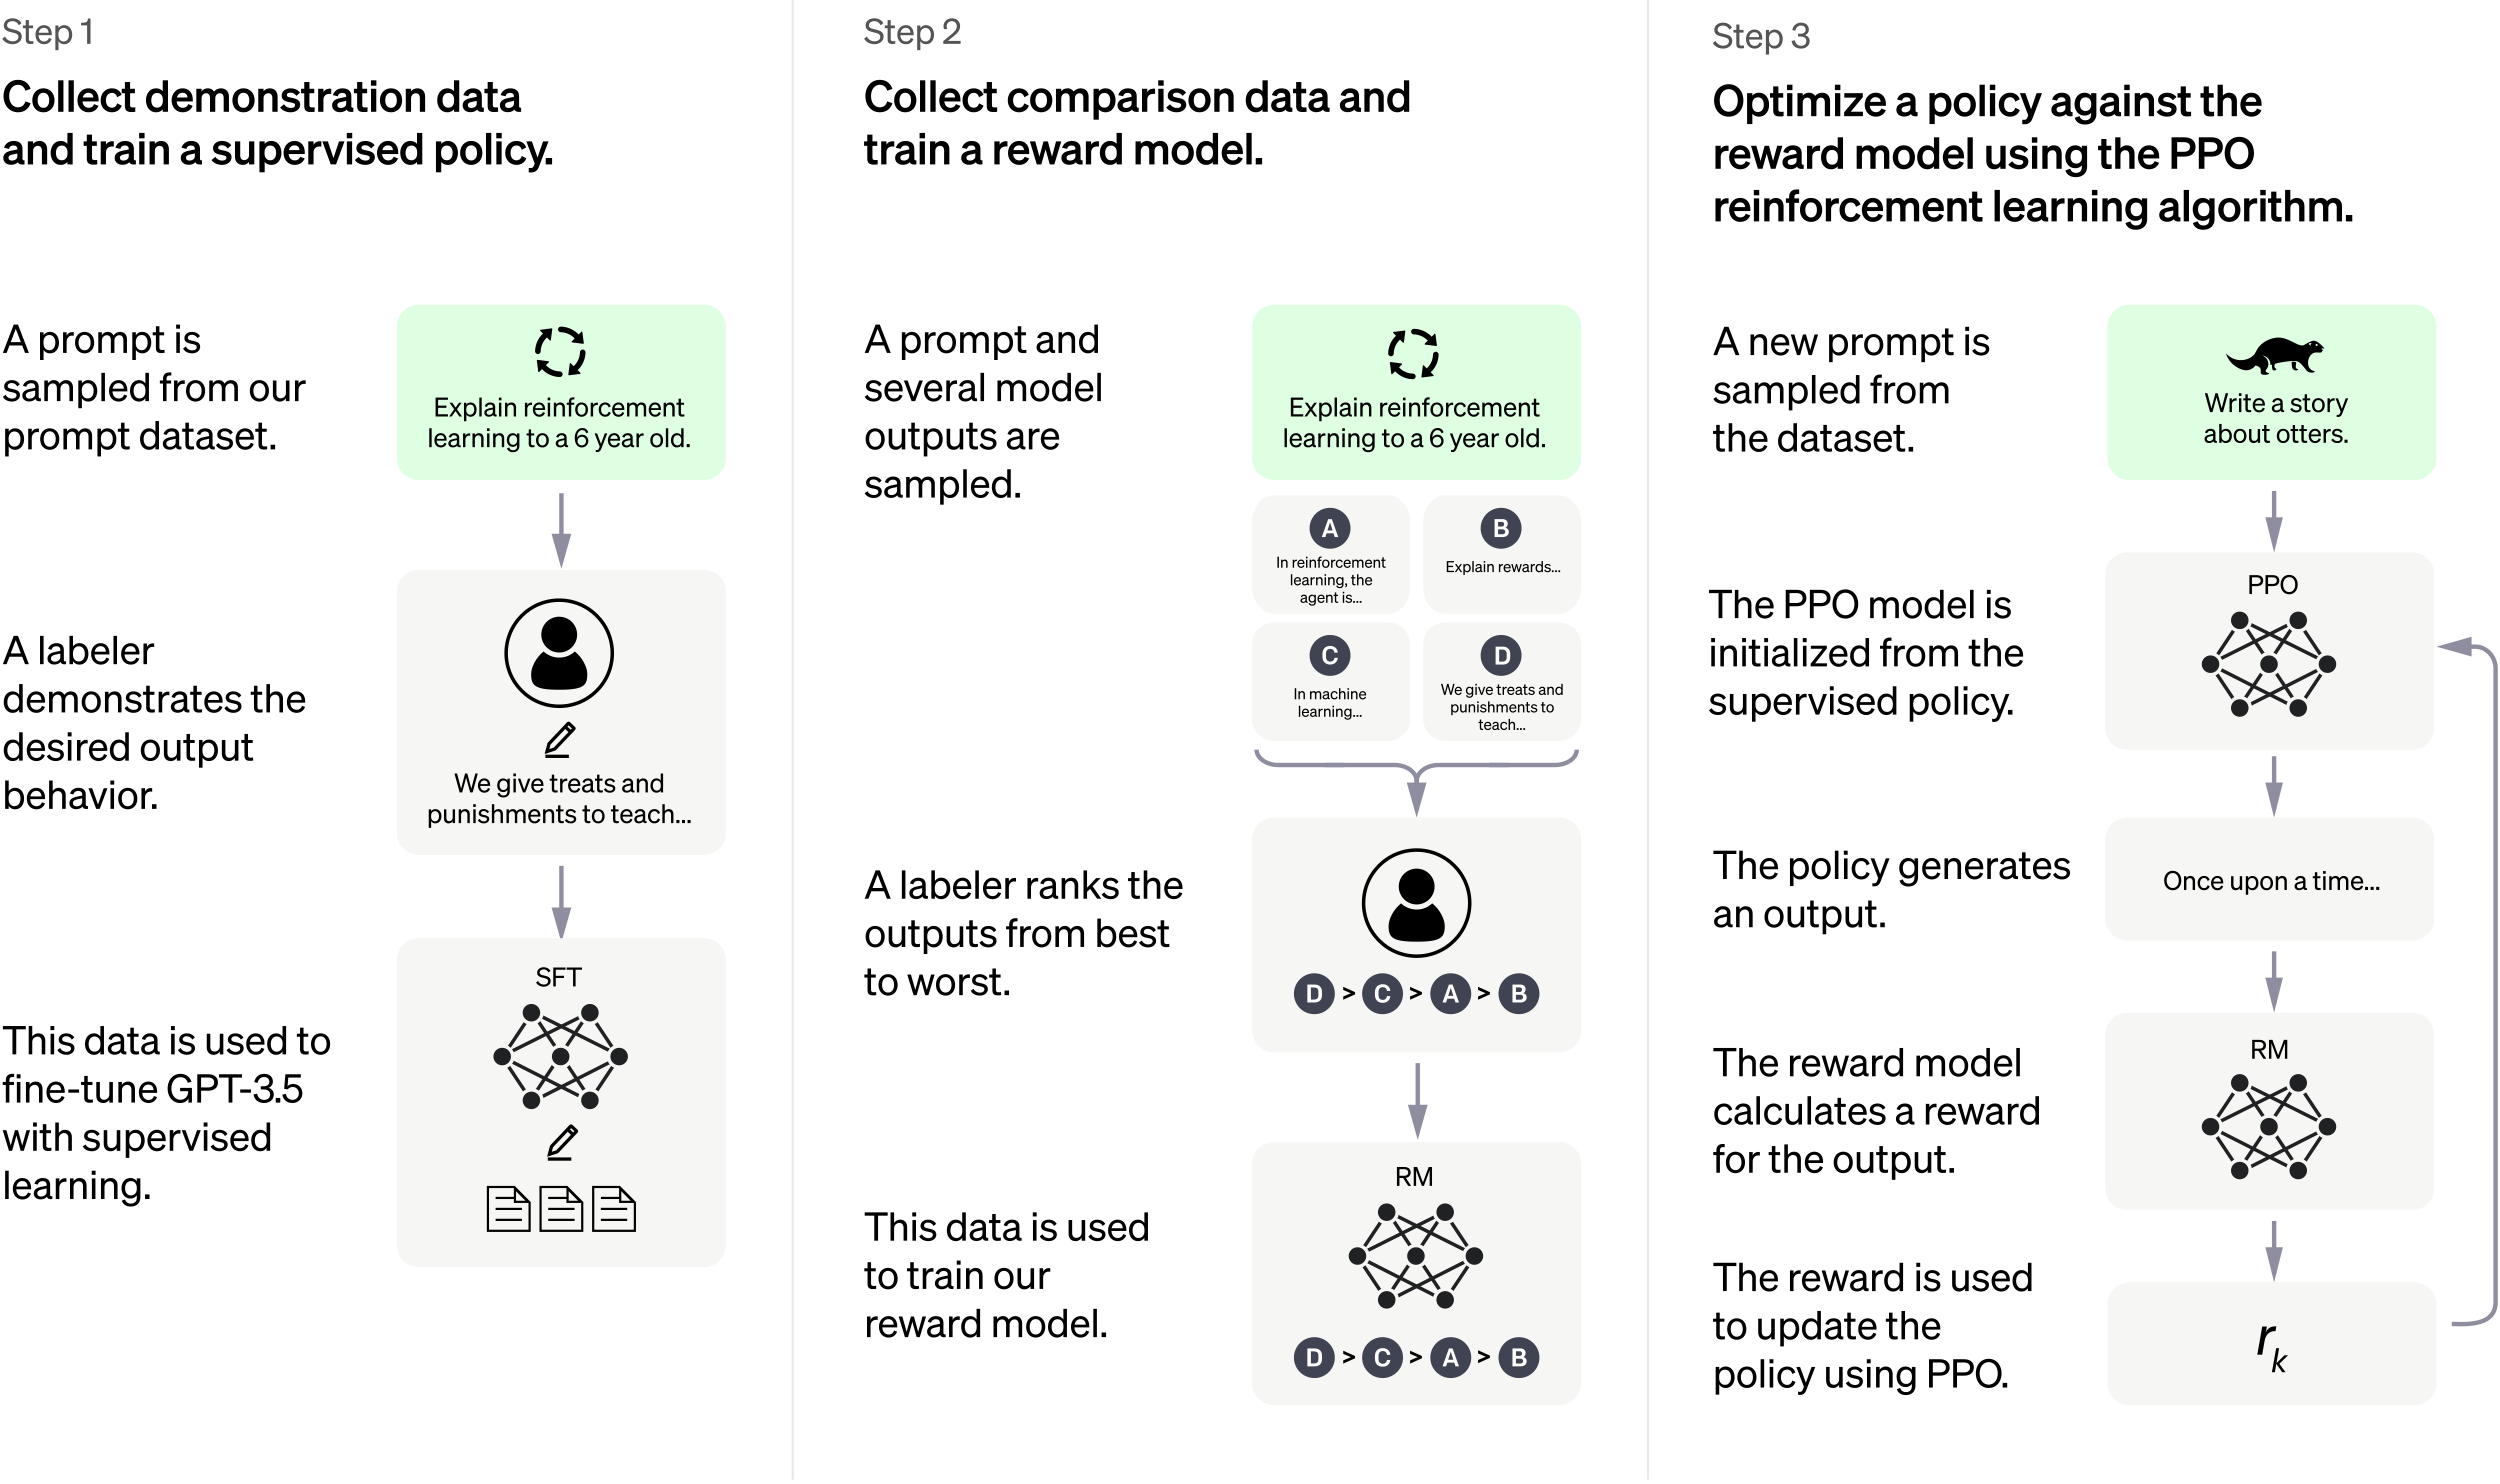 Step 1
Collect demonstration data
and train a supervised policy.
A prompt is
sampled from our
prompt dataset.
Explain reinforcement
learning to a 6 year old.
A labeler
demonstrates the
desired output
behavior.
We give treats and
punishments to teach...
This data is used to
fine-tune GPT-3.5
with supervised
learning.
SFT
Step 2
Collect comparison data and
train a reward model.
A prompt and
several model
outputs are
sampled.
Explain reinforcement
learning to a 6 year old.
A
In reinforcement
learning, the
agent is...
B
Explain rewards...
C
In machine
learning...
D
We give treats and
punishments to
teach...
A labeler ranks the
outputs from best
to worst.
D > C > A > B
This data is used
to train our
reward model.
RM
D > C > A > B
Step 3
Optimize a policy against the
reward model using the PPO
reinforcement learning algorithm.
A new prompt is
sampled from
the dataset.
Write a story
about otters.
The PPO model is
initialized from the
supervised policy.
PPO
The policy generates
an output.
Once upon a time...
The reward model
calculates a reward
for the output.
RM
The reward is used
to update the
policy using PPO.
r_k